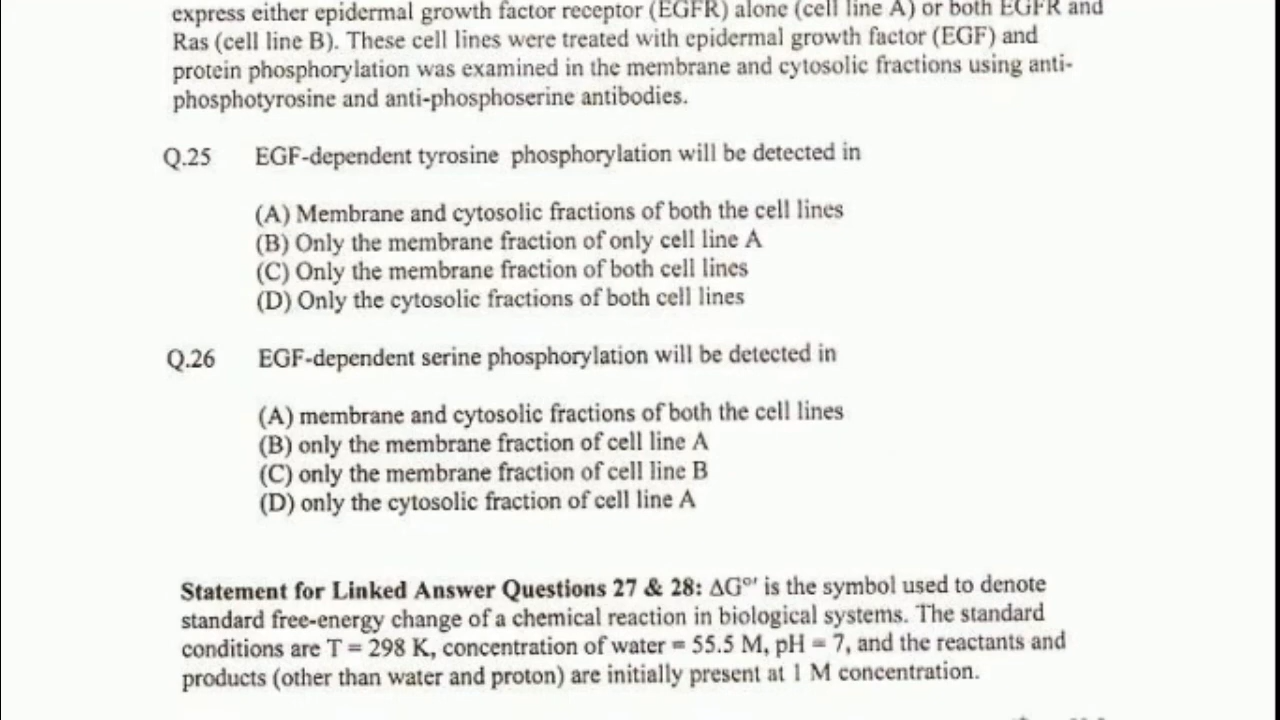 express either epidermal growth factor receptor (EGFR) alone (cell line A) or both EGFR and
Ras (cell line B). These cell lines were treated with epidermal growth factor (EGF) and
protein phosphorylation was examined in the membrane and cytosolic fractions using anti-
phosphotyrosine and anti-phosphoserine antibodies.
Q.25 EGF-dependent tyrosine phosphorylation will be detected in
(A) Membrane and cytosolic fractions of both the cell lines
(B) Only the membrane fraction of only cell line A
(C) Only the membrane fraction of both cell lines
(D) Only the cytosolic fractions of both cell lines
Q.26 EGF-dependent serine phosphorylation will be detected in
(A) membrane and cytosolic fractions of both the cell lines
(B) only the membrane fraction of cell line A
(C) only the membrane fraction of cell line B
(D) only the cytosolic fraction of cell line A
Statement for Linked Answer Questions 27 & 28: ΔG°′ is the symbol used to denote
standard free-energy change of a chemical reaction in biological systems. The standard
conditions are T = 298 K, concentration of water = 55.5 M, pH = 7, and the reactants and
products (other than water and proton) are initially present at 1 M concentration.